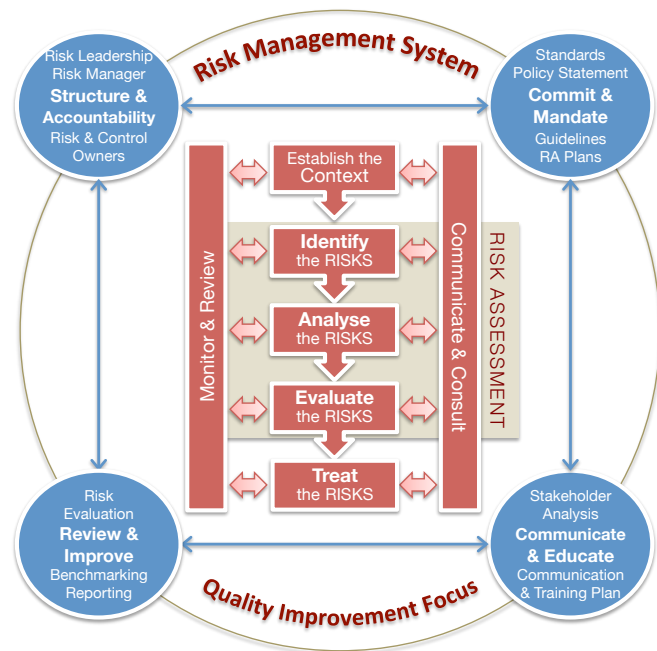 Risk Management System
Risk Leadership
Risk Manager
Structure &
Accountability
Risk & Control
Owners
Standards
Policy Statement
Commit &
Mandate
Guidelines
RA Plans
Monitor & Review
Establish the
Context
Identify
the RISKS
Analyse
the RISKS
Evaluate
the RISKS
Treat
the RISKS
Communicate & Consult
RISK ASSESSMENT
Risk
Evaluation
Review &
Improve
Benchmarking
Reporting
Stakeholder
Analysis
Communicate
& Educate
Communication
& Training Plan
Quality Improvement Focus